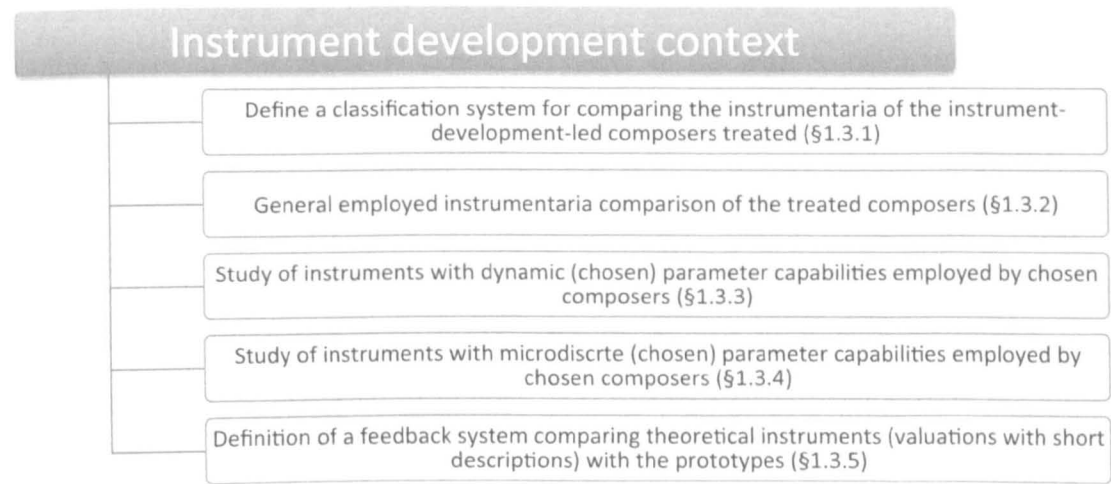 Instrument development context
Define a classification system for comparing the instrumentaria of the instrument-
development-led composers treated (§1.3.1)
General employed instrumentaria comparison of the treated composers (§1.3.2)
Study of instruments with dynamic (chosen) parameter capabilities employed by chosen
composers (§1.3.3)
Study of instruments with microdiscrte (chosen) parameter capabilities employed by
chosen composers (§1.3.4)
Definition of a feedback system comparing theoretical instruments (valuations with short
descriptions) with the prototypes (§1.3.5)